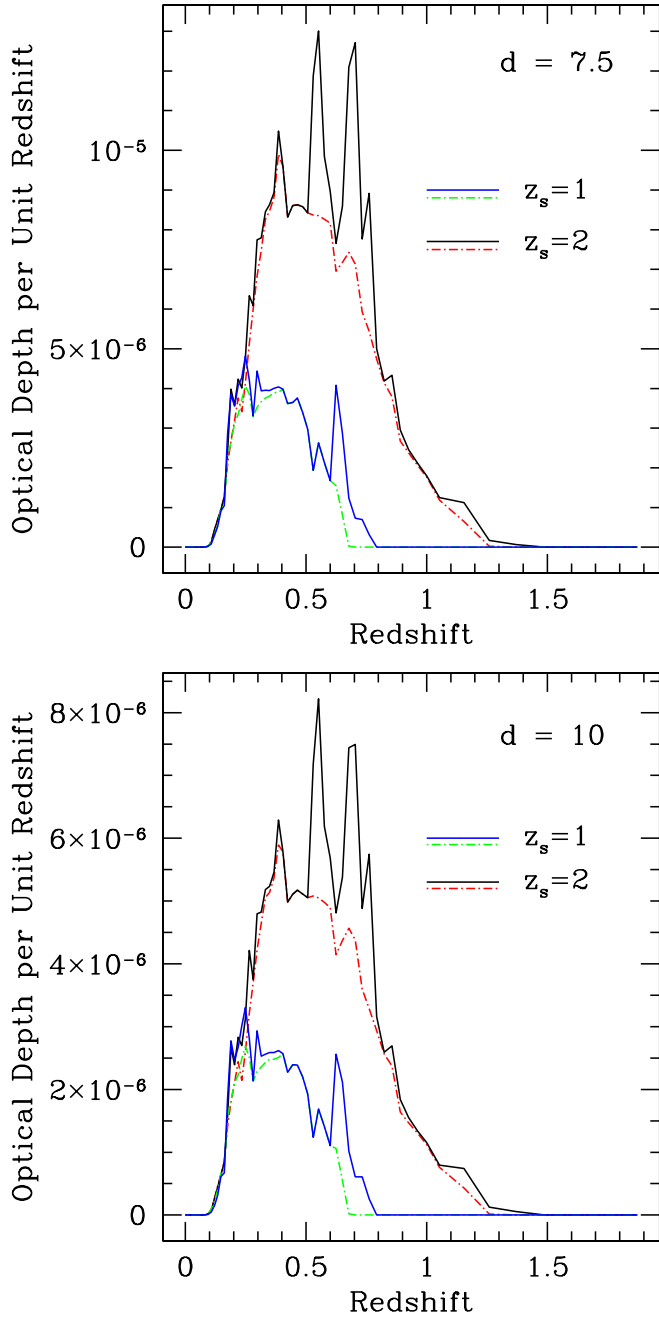 d = 7.5
10⁻⁵
5×10⁻⁶
0
z_s=1
z_s=2
Optical Depth per Unit Redshift
0 0.5 1 1.5
Redshift
d = 10
8×10⁻⁶
6×10⁻⁶
4×10⁻⁶
2×10⁻⁶
0
z_s=1
z_s=2
Optical Depth per Unit Redshift
0 0.5 1 1.5
Redshift